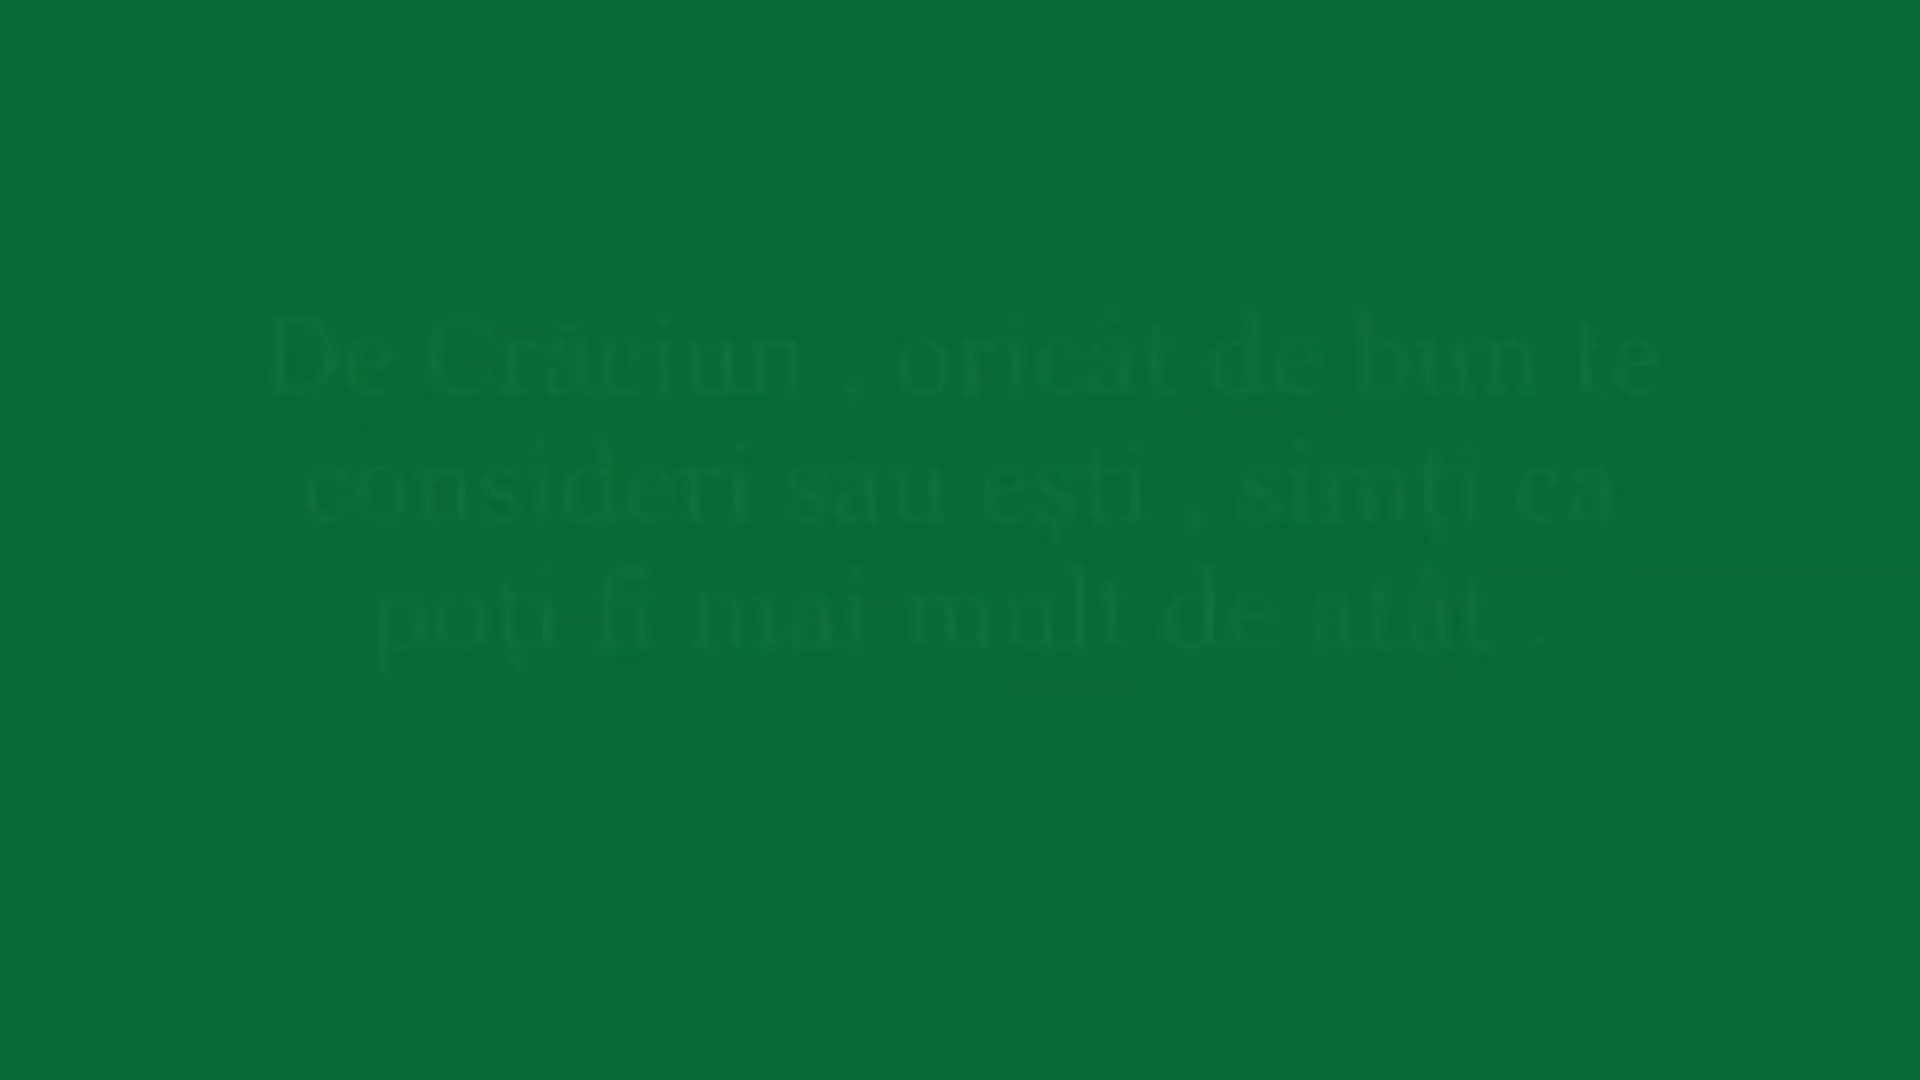 De Crăciun , oricât de bun te
consideri sau ești , simți ca
poți fi mai mult de atât .